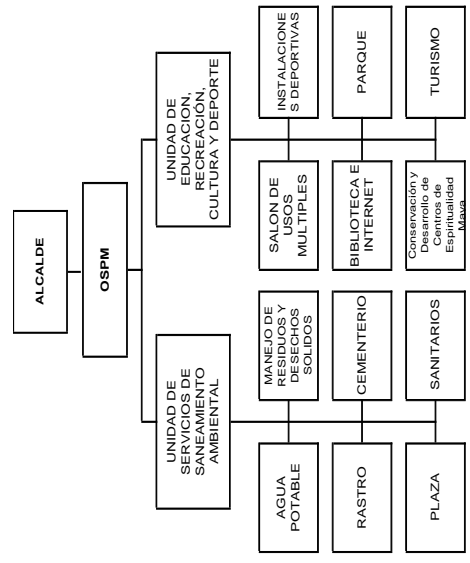 ALCALDE
OSPM
UNIDAD DE
SERVICIOS DE
SANEAMIENTO
AMBIENTAL
UNIDAD DE
EDUCACION,
RECREACIÓN,
CULTURA Y DEPORTE
AGUA
POTABLE
MANEJO DE
RESIDUOS Y
DESECHOS
SOLIDOS
RASTRO
CEMENTERIO
PLAZA
SANITARIOS
SALON DE
USOS
MULTIPLES
INSTALACIONE
S DEPORTIVAS
BIBLIOTECA E
INTERNET
PARQUE
Conservación y
Desarrollo de
Centros de
Espiritualidad
Maya
TURISMO